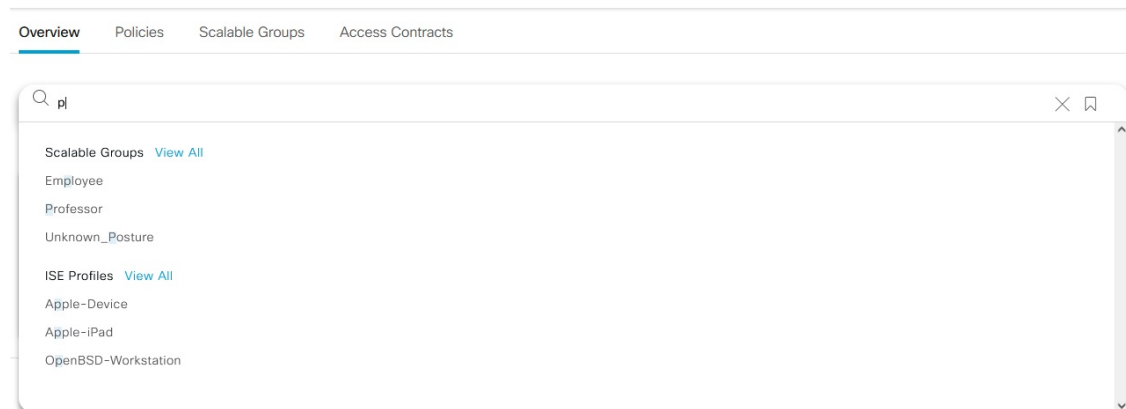 Overview Policies Scalable Groups Access Contracts
p
Scalable Groups View All
Employee
Professor
Unknown_Posture
ISE Profiles View All
Apple-Device
Apple-iPad
OpenBSD-Workstation